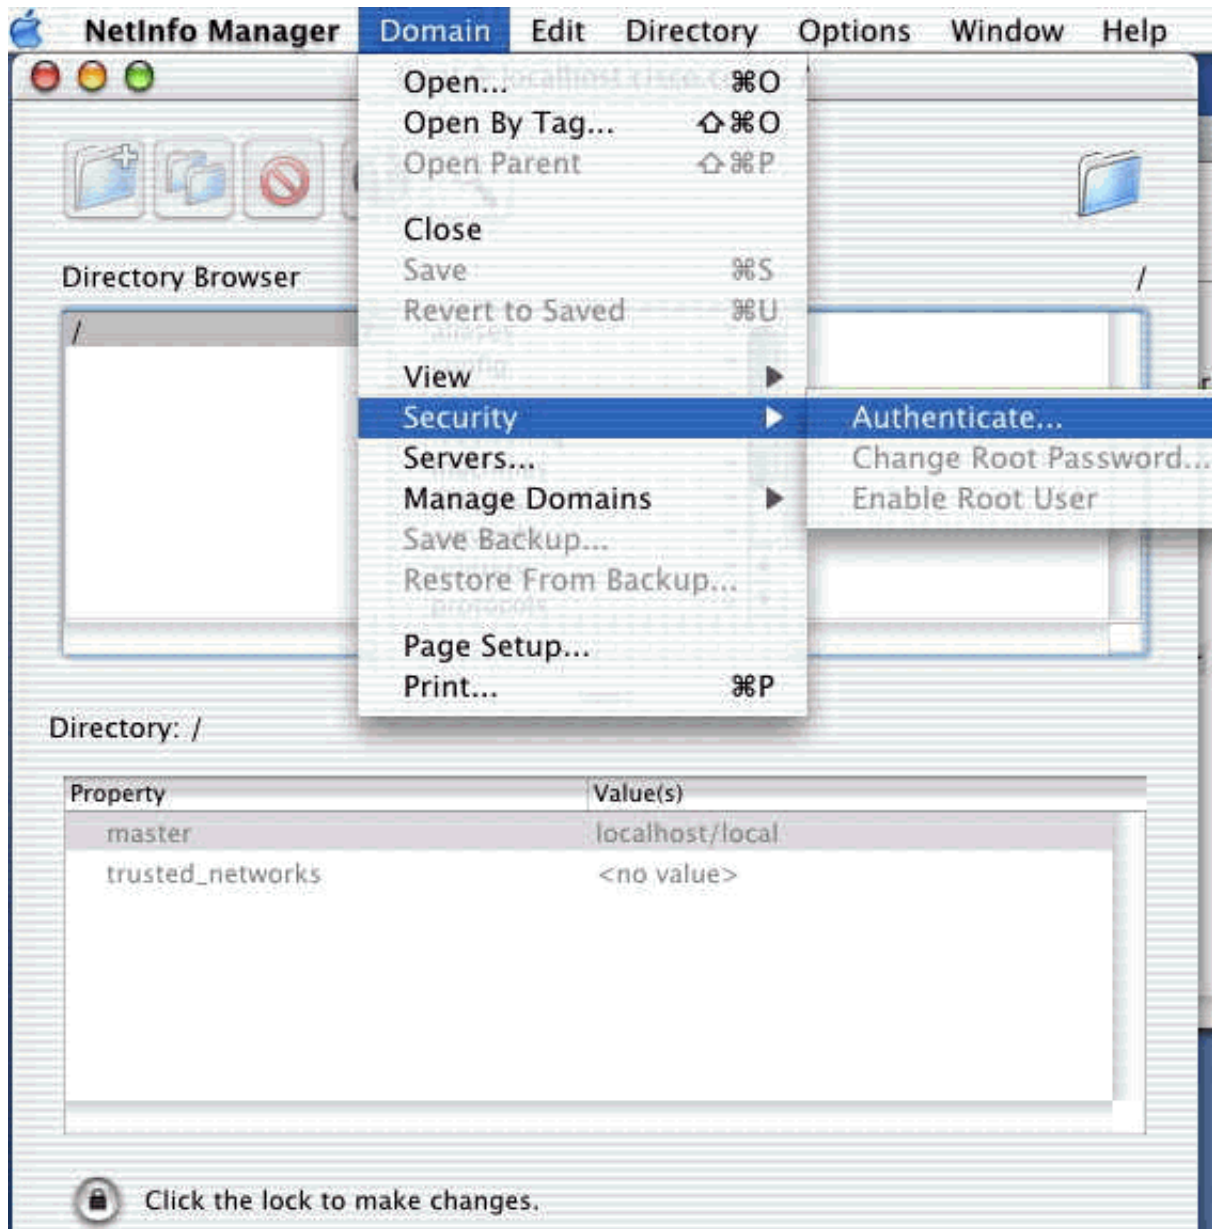 NetInfo Manager Domain Edit Directory Options Window Help
Open... ⌘O
Open By Tag... ⇧⌘O
Open Parent ⇧⌘P
Close
Save ⌘S
Revert to Saved ⌘U
View
Security
Servers...
Manage Domains
Save Backup...
Restore From Backup...
Page Setup...
Print... ⌘P
Authenticate...
Change Root Password...
Enable Root User
Directory Browser /
/
protocols
Directory: /
Property Value(s)
master localhost/local
trusted_networks <no value>
Click the lock to make changes.